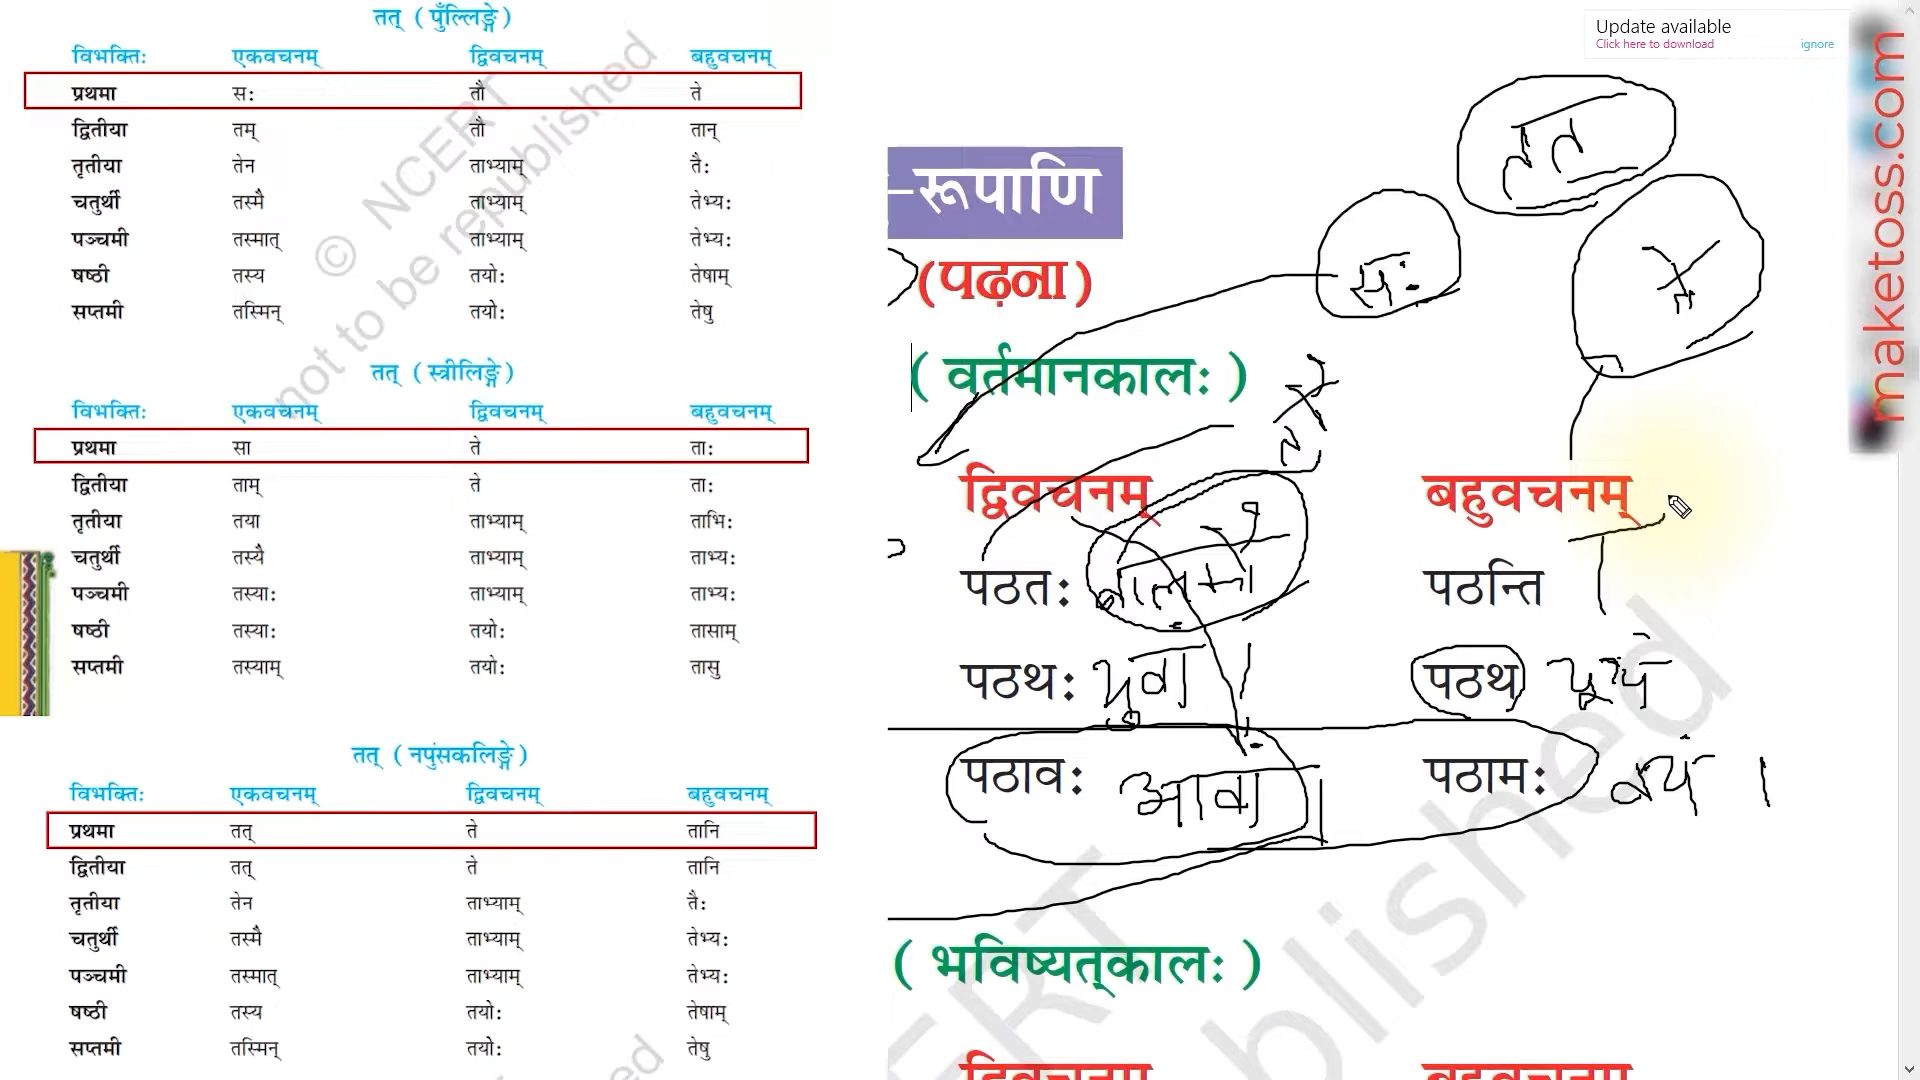 तत् ( पुँल्लिङ्गे )
विभक्तिः एकवचनम् द्विवचनम् बहुवचनम्
प्रथमा सः तौ ते
द्वितीया तम् तौ तान्
तृतीया तेन ताभ्याम् तैः
चतुर्थी तस्मै ताभ्याम् तेभ्यः
पञ्चमी तस्मात् ताभ्याम् तेभ्यः
षष्ठी तस्य तयोः तेषाम्
सप्तमी तस्मिन् तयोः तेषु
© NCERT
not to be republished
तत् ( स्त्रीलिङ्गे )
विभक्तिः एकवचनम् द्विवचनम् बहुवचनम्
प्रथमा सा ते ताः
द्वितीया ताम् ते ताः
तृतीया तया ताभ्याम् ताभिः
चतुर्थी तस्यै ताभ्याम् ताभ्यः
पञ्चमी तस्याः ताभ्याम् ताभ्यः
षष्ठी तस्याः तयोः तासाम्
सप्तमी तस्याम् तयोः तासु
तत् ( नपुंसकलिङ्गे )
विभक्तिः एकवचनम् द्विवचनम् बहुवचनम्
प्रथमा तत् ते तानि
द्वितीया तत् ते तानि
तृतीया तेन ताभ्याम् तैः
चतुर्थी तस्मै ताभ्याम् तेभ्यः
पञ्चमी तस्मात् ताभ्याम् तेभ्यः
षष्ठी तस्य तयोः तेषाम्
सप्तमी तस्मिन् तयोः तेषु
Update available
Click here to download ignore
maketoss.com
-रूपाणि
सः
(पढ़ना)
( वर्तमानकालः )
द्विवचनम् बहुवचनम्
पठतः पठन्ति
पठथः युवा । पठथ यूयं
पठावः आवा । पठामः वयं ।
( भविष्यत्कालः )
द्विवचनम् बहुवचनम्